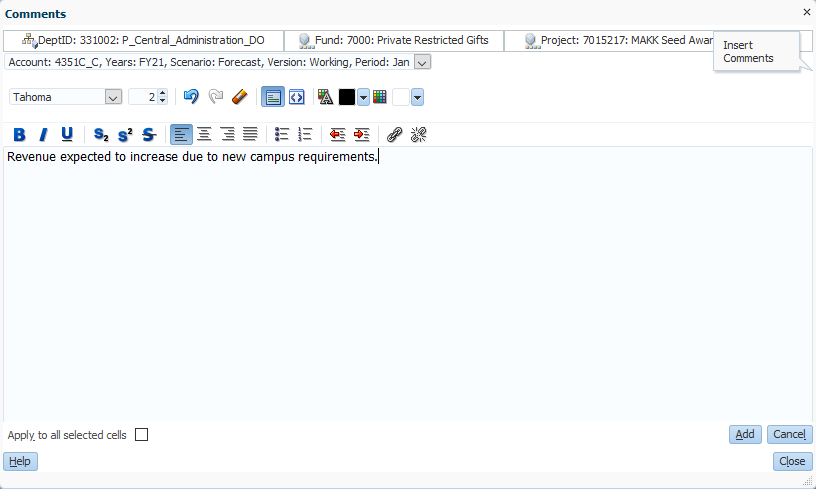 Comments
DeptID: 331002: P_Central_Administration_DO
Fund: 7000: Private Restricted Gifts
Project: 7015217: MAKK Seed Awar
Insert
Comments
Account: 4351C_C, Years: FY21, Scenario: Forecast, Version: Working, Period: Jan
Tahoma
2
B I U S2 S2 S
Revenue expected to increase due to new campus requirements.
Apply to all selected cells
Add
Cancel
Help
Close